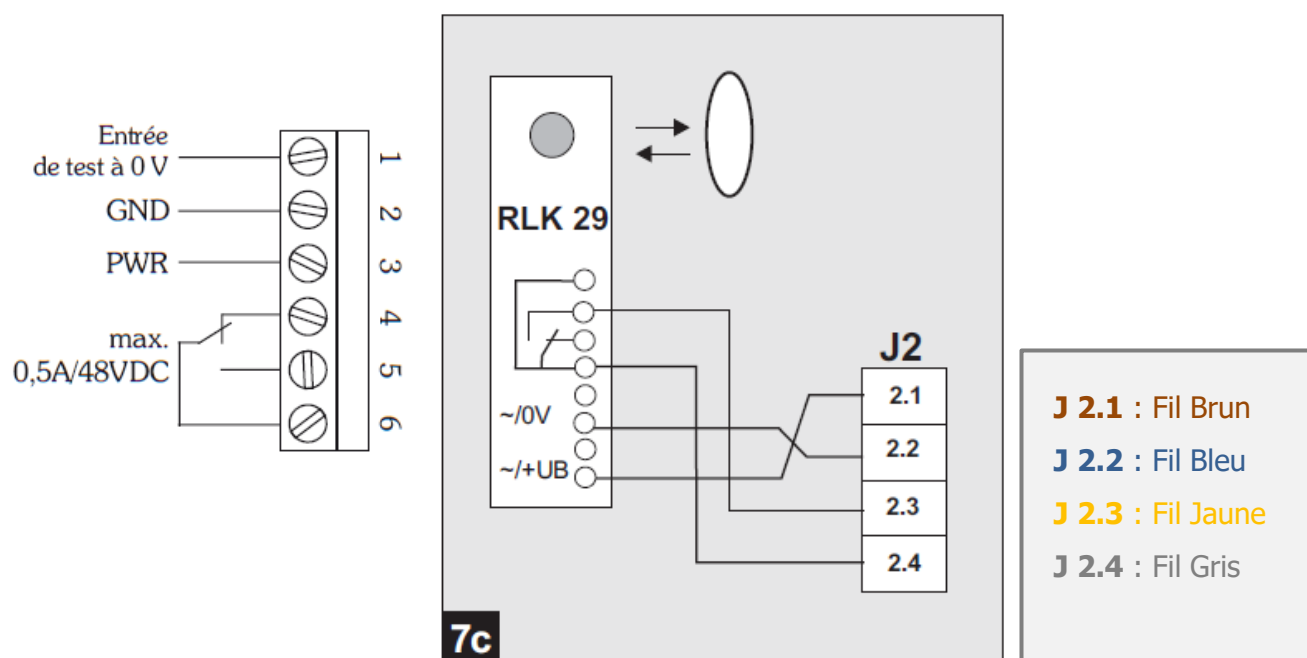 Entrée
de test à 0 V
GND
PWR
max.
0,5A/48VDC
1
2
3
4
5
6
RLK 29
~/0V
~/+UB
J2
2.1
2.2
2.3
2.4
7c
J 2.1 : Fil Brun
J 2.2 : Fil Bleu
J 2.3 : Fil Jaune
J 2.4 : Fil Gris